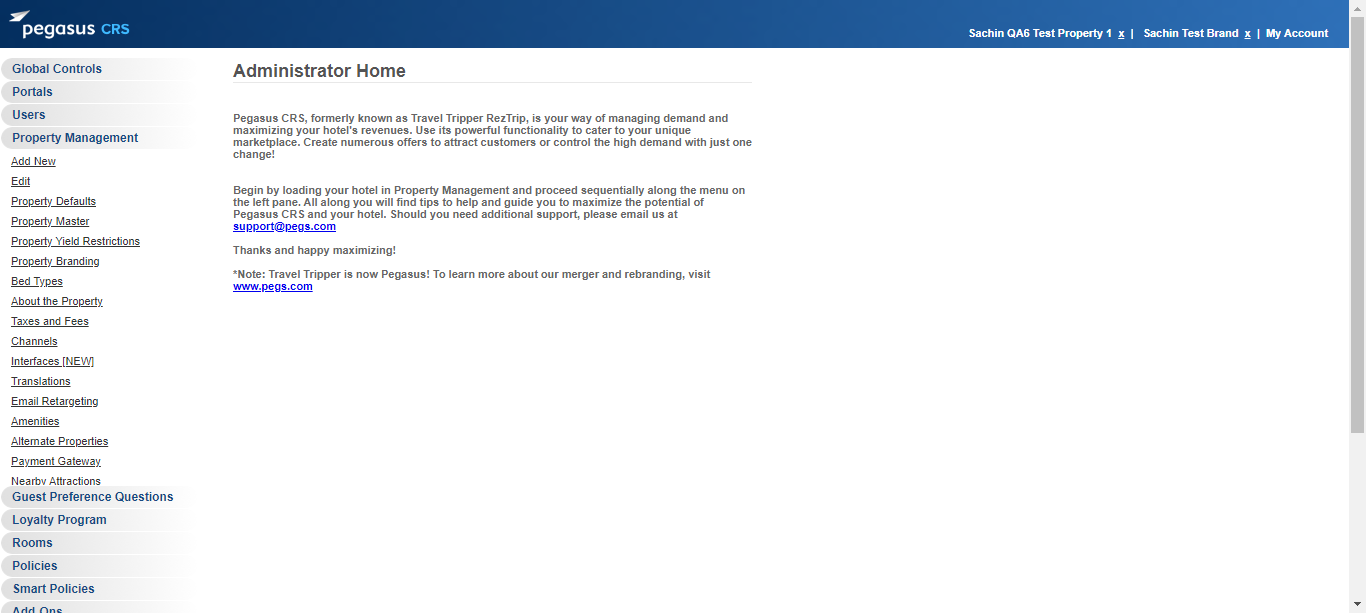 pegasus CRS
Sachin QA6 Test Property 1 x | Sachin Test Brand x | My Account
Global Controls
Portals
Users
Property Management
Add New
Edit
Property Defaults
Property Master
Property Yield Restrictions
Property Branding
Bed Types
About the Property
Taxes and Fees
Channels
Interfaces [NEW]
Translations
Email Retargeting
Amenities
Alternate Properties
Payment Gateway
Nearby Attractions
Guest Preference Questions
Loyalty Program
Rooms
Policies
Smart Policies
Add Ons
Administrator Home
Pegasus CRS, formerly known as Travel Tripper RezTrip, is your way of managing demand and
maximizing your hotel's revenues. Use its powerful functionality to cater to your unique
marketplace. Create numerous offers to attract customers or control the high demand with just one
change!
Begin by loading your hotel in Property Management and proceed sequentially along the menu on
the left pane. All along you will find tips to help and guide you to maximize the potential of
Pegasus CRS and your hotel. Should you need additional support, please email us at
support@pegs.com
Thanks and happy maximizing!
*Note: Travel Tripper is now Pegasus! To learn more about our merger and rebranding, visit
www.pegs.com